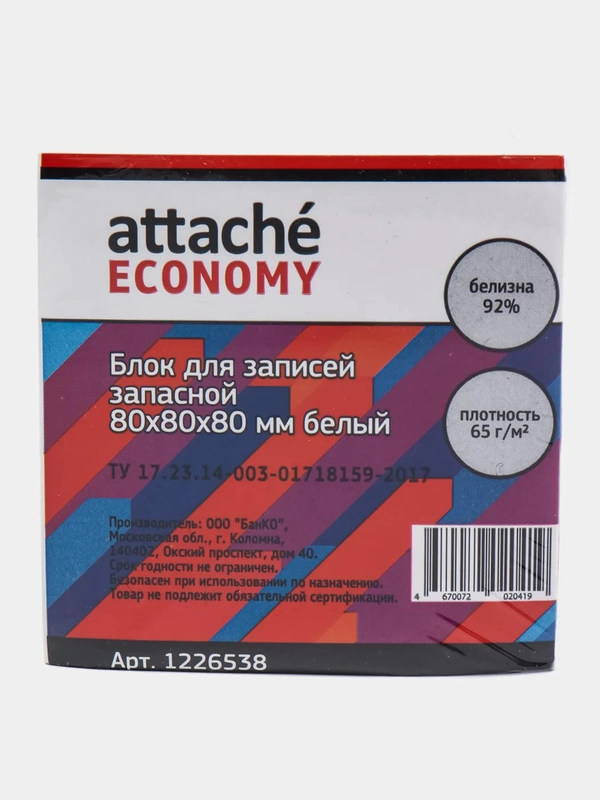 attaché
ECONOMY
белизна
92%
Блок для записей
запасной
80х80х80 мм белый
плотность
65 г/м²
ТУ 17.23.14-003-01718159-2017
Производитель: ООО "БанКО",
Московская обл., г. Коломна,
140402, Окский проспект, дом 40.
Срок годности не ограничен.
Безопасен при использовании по назначению.
Товар не подлежит обязательной сертификации.
4 670072 020419
Арт. 1226538